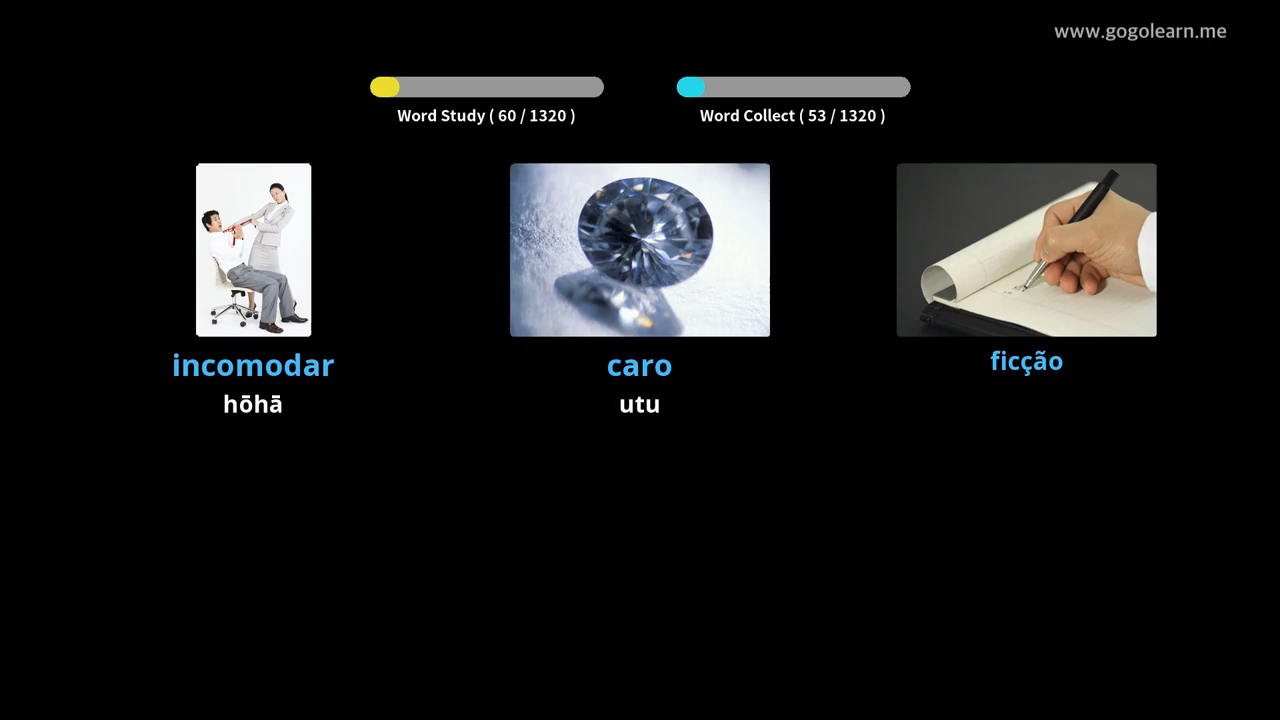 www.gogolearn.me
Word Study ( 60 / 1320 )
Word Collect ( 53 / 1320 )
incomodar
hōhā
caro
utu
ficção